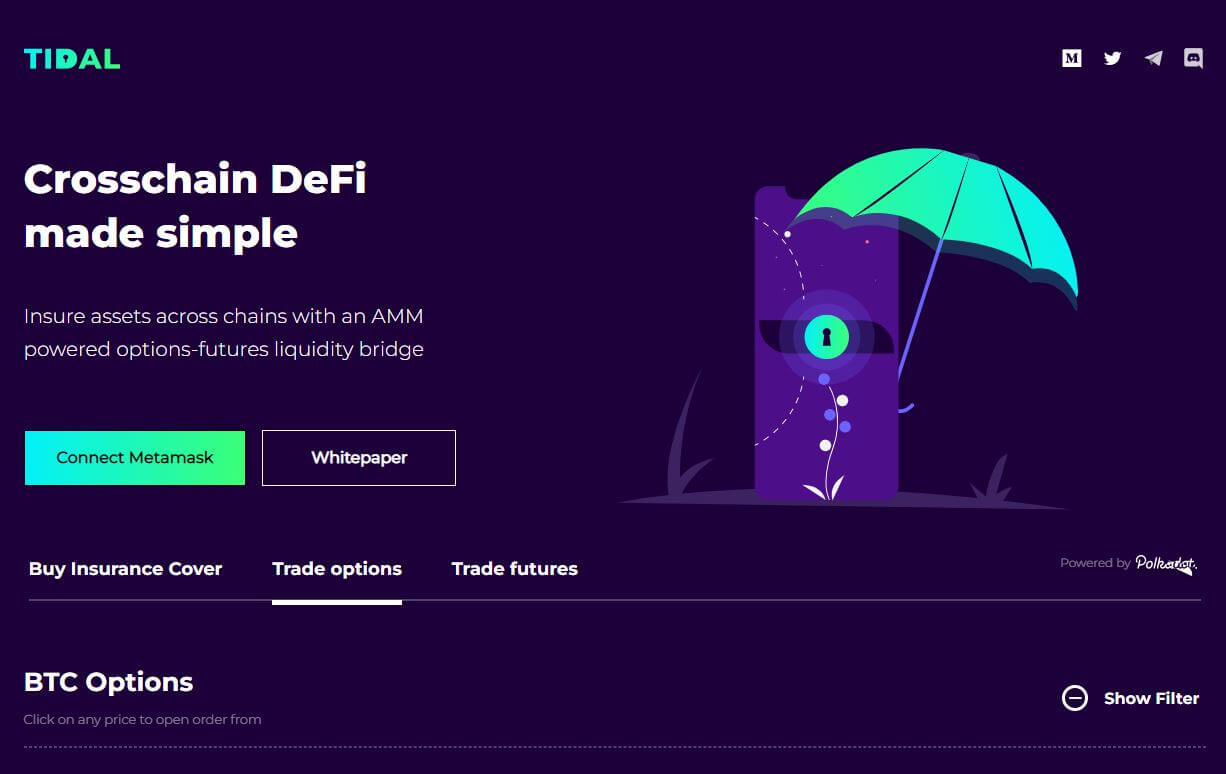 TIDAL
M
Crosschain DeFi
made simple
Insure assets across chains with an AMM
powered options-futures liquidity bridge
Connect Metamask
Whitepaper
Buy Insurance Cover
Trade options
Trade futures
Powered by Polkadot.
BTC Options
Show Filter
Click on any price to open order from